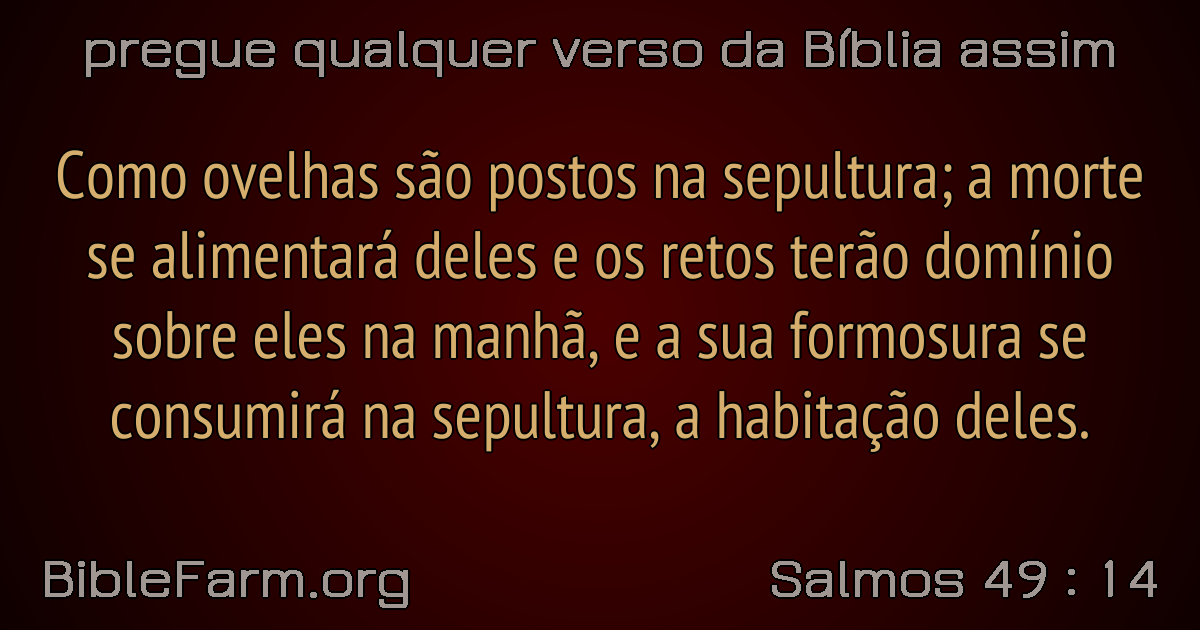 pregue qualquer verso da Bíblia assim
Como ovelhas são postos na sepultura; a morte
se alimentará deles e os retos terão domínio
sobre eles na manhã, e a sua formosura se
consumirá na sepultura, a habitação deles.
BibleFarm.org
Salmos 49 : 14